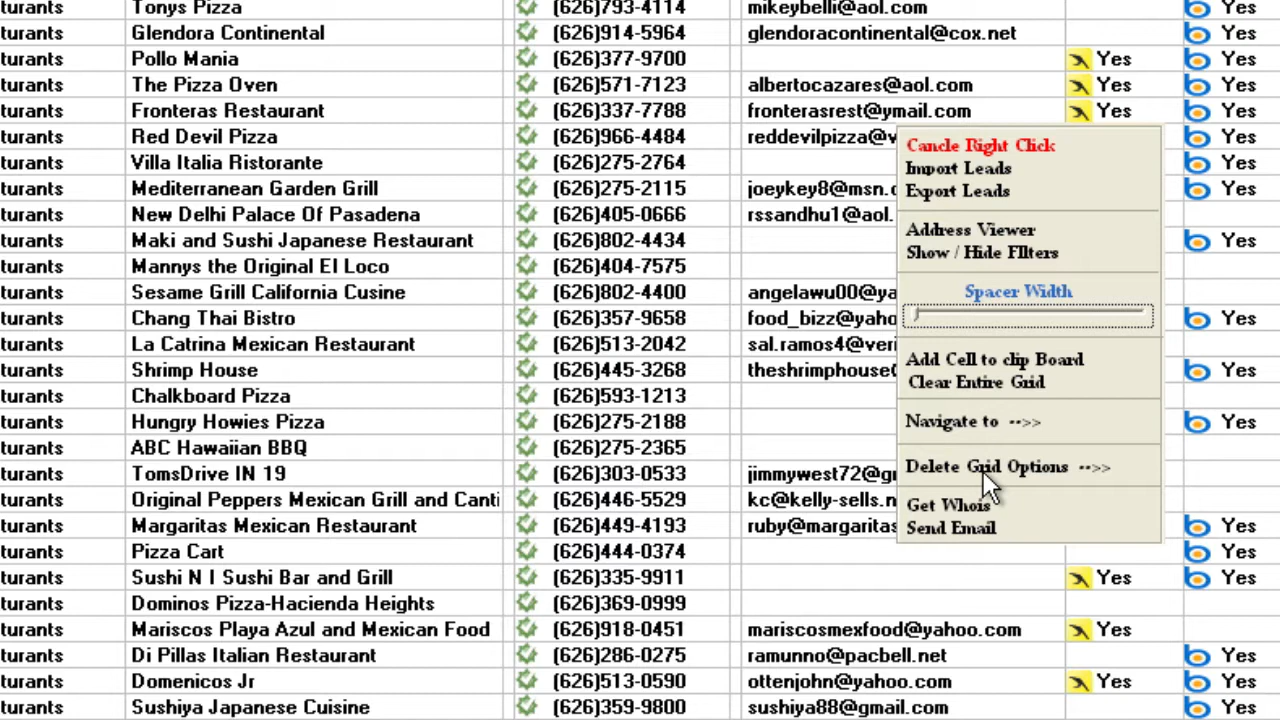 turants Tonys Pizza (626)793-4114 mikeybelli@aol.com Yes
turants Glendora Continental (626)914-5964 glendoracontinental@cox.net Yes
turants Pollo Mania (626)377-9700 Yes Yes
turants The Pizza Oven (626)571-7123 albertocazares@aol.com Yes Yes
turants Fronteras Restaurant (626)337-7788 fronterasrest@ymail.com Yes Yes
turants Red Devil Pizza (626)966-4484 reddevilpizza@v Yes
turants Villa Italia Ristorante (626)275-2764 Yes
turants Mediterranean Garden Grill (626)275-2115 joeykey8@msn.c Yes
turants New Delhi Palace Of Pasadena (626)405-0666 rssandhu1@aol.
turants Maki and Sushi Japanese Restaurant (626)802-4434 Yes
turants Mannys the Original El Loco (626)404-7575
turants Sesame Grill California Cusine (626)802-4400 angelawu00@ya
turants Chang Thai Bistro (626)357-9658 food_bizz@yaho Yes
turants La Catrina Mexican Restaurant (626)513-2042 sal.ramos4@veri
turants Shrimp House (626)445-3268 theshrimphouse Yes
turants Chalkboard Pizza (626)593-1213
turants Hungry Howies Pizza (626)275-2188 Yes
turants ABC Hawaiian BBQ (626)275-2365
turants TomsDrive IN 19 (626)303-0533 jimmywest72@g
turants Original Peppers Mexican Grill and Canti (626)446-5529 kc@kelly-sells.n
turants Margaritas Mexican Restaurant (626)449-4193 ruby@margaritas Yes
turants Pizza Cart (626)444-0374 Yes
turants Sushi N I Sushi Bar and Grill (626)335-9911 Yes Yes
turants Dominos Pizza-Hacienda Heights (626)369-0999
turants Mariscos Playa Azul and Mexican Food (626)918-0451 mariscosmexfood@yahoo.com Yes
turants Di Pillas Italian Restaurant (626)286-0275 ramunno@pacbell.net Yes
turants Domenicos Jr (626)513-0590 ottenjohn@yahoo.com Yes Yes
turants Sushiya Japanese Cuisine (626)359-9800 sushiya88@gmail.com Yes
Cancle Right Click
Import Leads
Export Leads
Address Viewer
Show / Hide FIlters
Spacer Width
Add Cell to clip Board
Clear Entire Grid
Navigate to -->>
Delete Grid Options -->>
Get Whois
Send Email